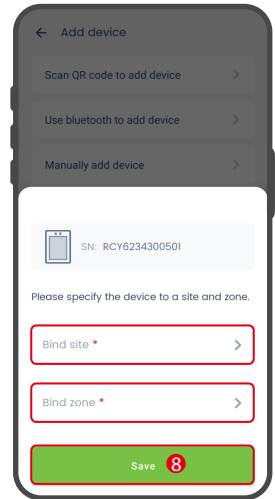 ← Add device
Scan QR code to add device
Use bluetooth to add device
Manually add device
SN: RCY6234300501
Please specify the device to a site and zone.
Bind site *
Bind zone *
Save 8